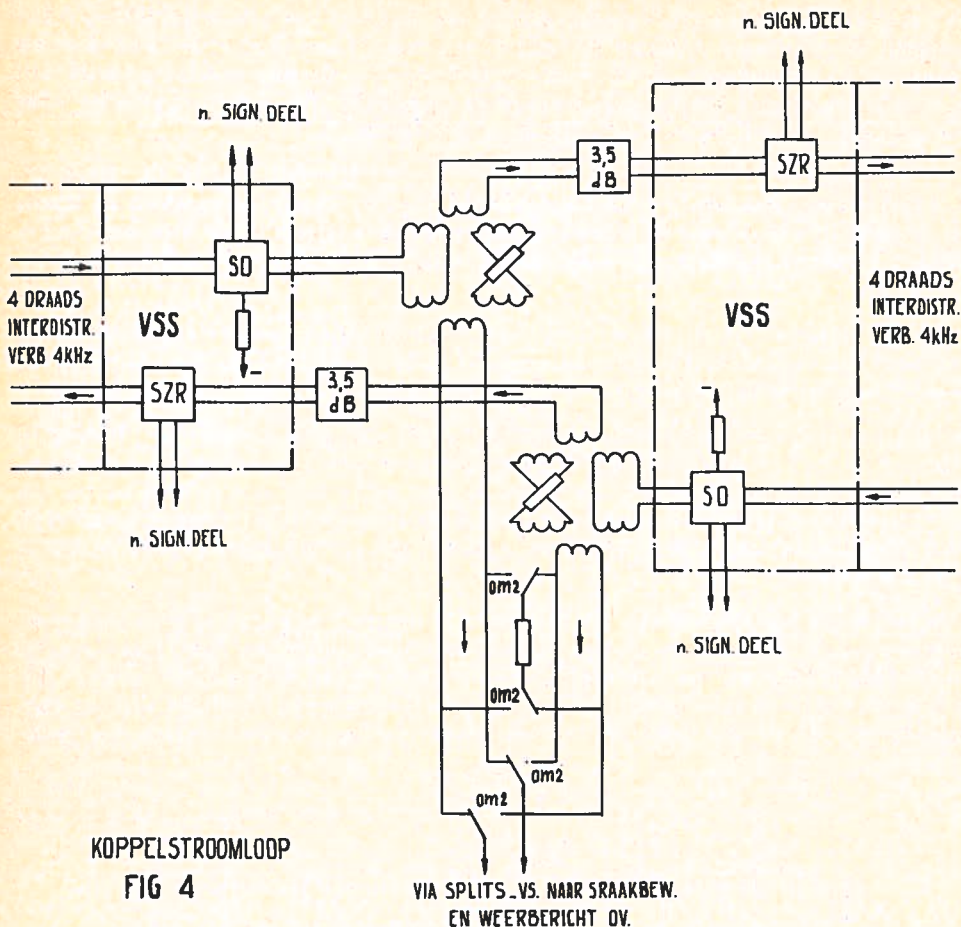 n. SIGN. DEEL
n. SIGN. DEEL
3,5
dB
SZR
SO
4 DRAADS
INTERDISTR.
VERB. 4kHz
VSS
VSS
4 DRAADS
INTERDISTR.
VERB. 4kHz
SZR
3,5
dB
SO
n. SIGN. DEEL
n. SIGN. DEEL
om2
om2
om2
om2
KOPPELSTROOMLOOP
FIG 4
VIA SPLITS-VS. NAAR SRAAKBEW.
EN WEERBERICHT OV.